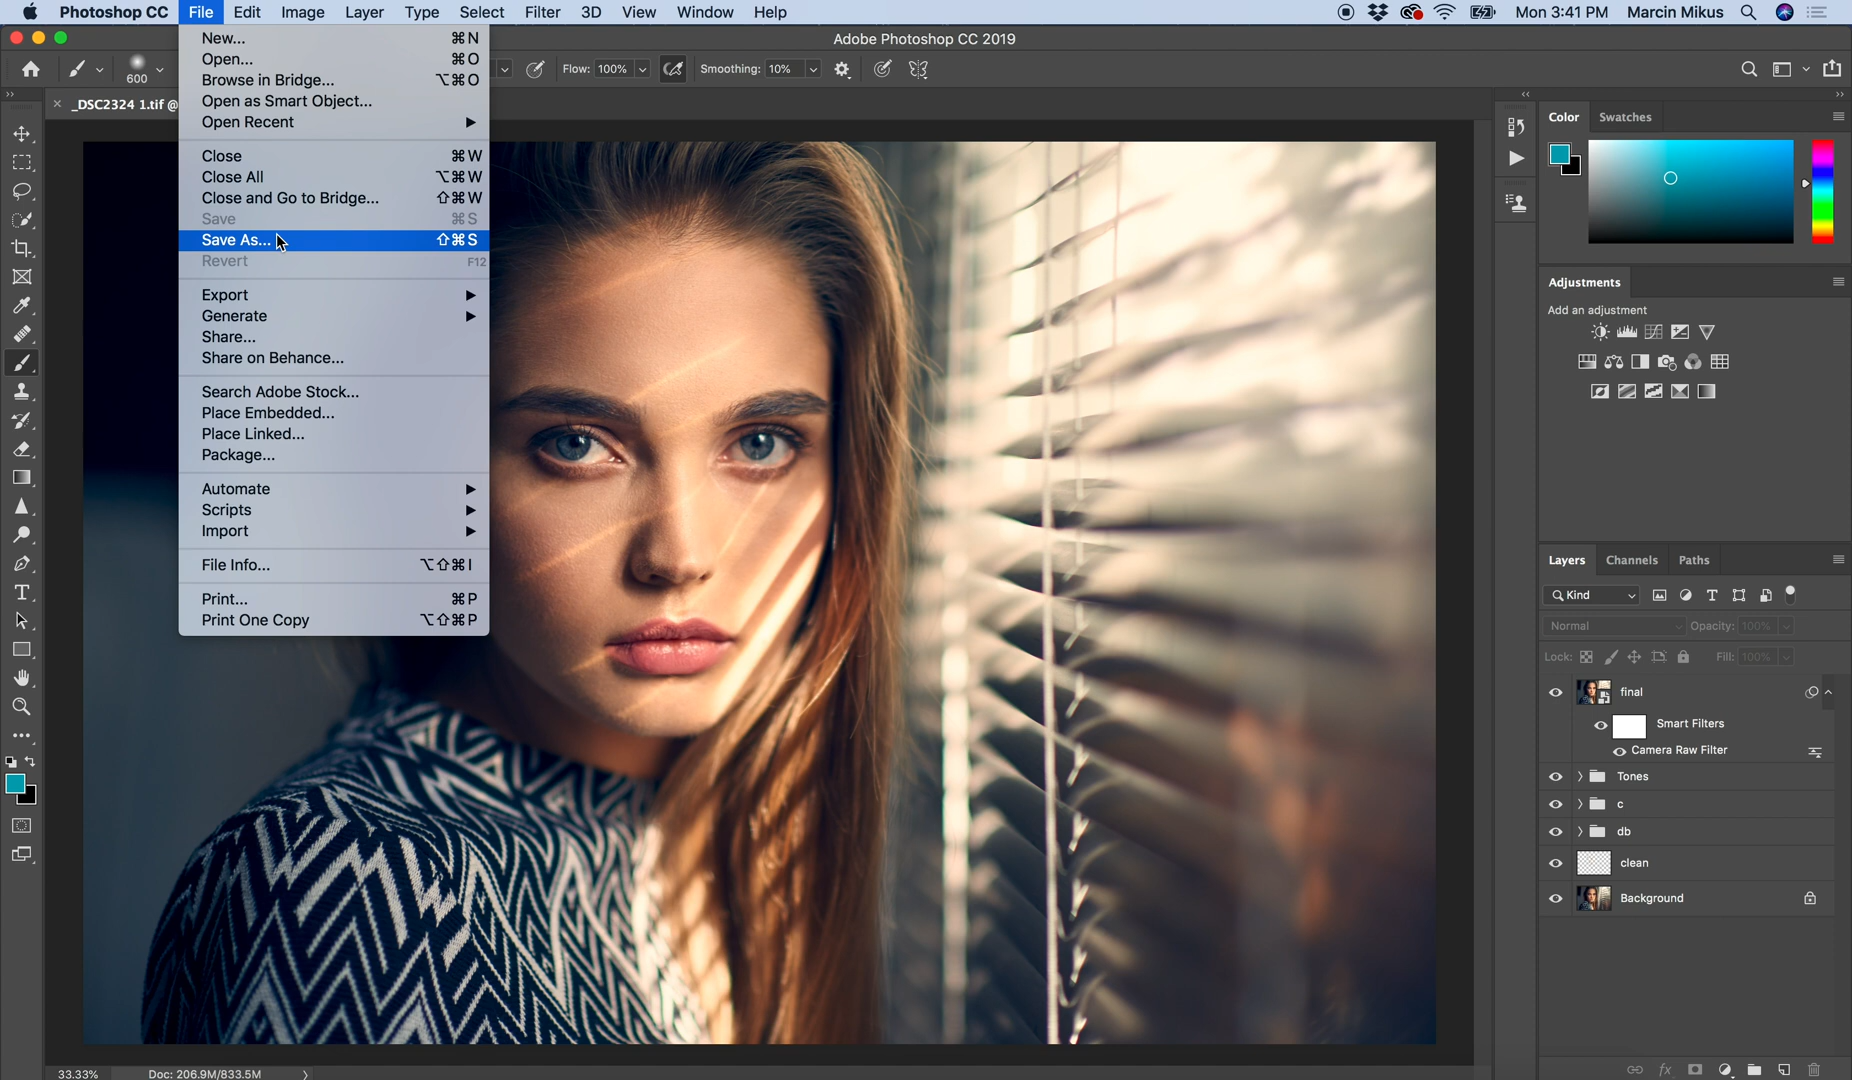 Photoshop CC File Edit Image Layer Type Select Filter 3D View Window Help Mon 3:41 PM Marcin Mikus
Adobe Photoshop CC 2019
600 Flow: 100% Smoothing: 10%
× _DSC2324 1.tif @
New... ⌘N
Open... ⌘O
Browse in Bridge... ⌥⌘O
Open as Smart Object...
Open Recent ▶
Close ⌘W
Close All ⌥⌘W
Close and Go to Bridge... ⇧⌘W
Save ⌘S
Save As... ⇧⌘S
Revert F12
Export ▶
Generate ▶
Share...
Share on Behance...
Search Adobe Stock...
Place Embedded...
Place Linked...
Package...
Automate ▶
Scripts ▶
Import ▶
File Info... ⌥⇧⌘I
Print... ⌘P
Print One Copy ⌥⇧⌘P
Color Swatches
Adjustments
Add an adjustment
Layers Channels Paths
Kind
Normal Opacity: 100%
Lock: Fill: 100%
final
Smart Filters
Camera Raw Filter
Tones
c
db
clean
Background
fx
33.33% Doc: 206.9M/833.5M